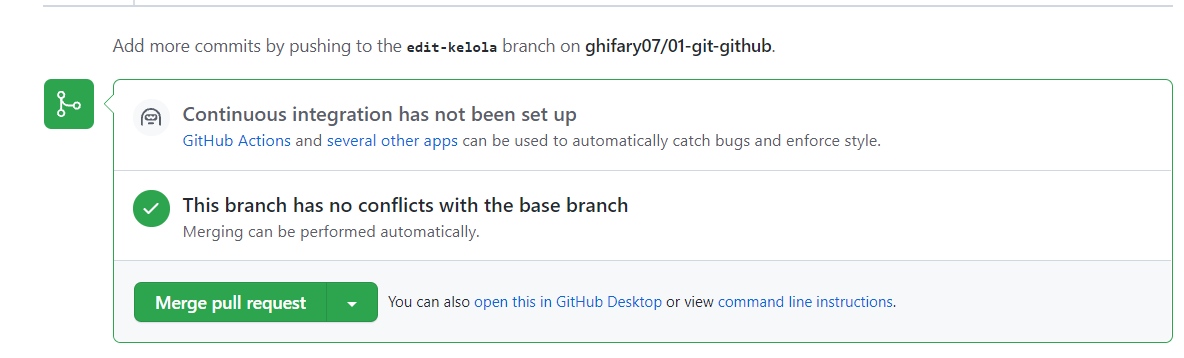 Add more commits by pushing to the edit-kelola branch on ghifary07/01-git-github.
Continuous integration has not been set up
GitHub Actions and several other apps can be used to automatically catch bugs and enforce style.
This branch has no conflicts with the base branch
Merging can be performed automatically.
Merge pull request You can also open this in GitHub Desktop or view command line instructions.